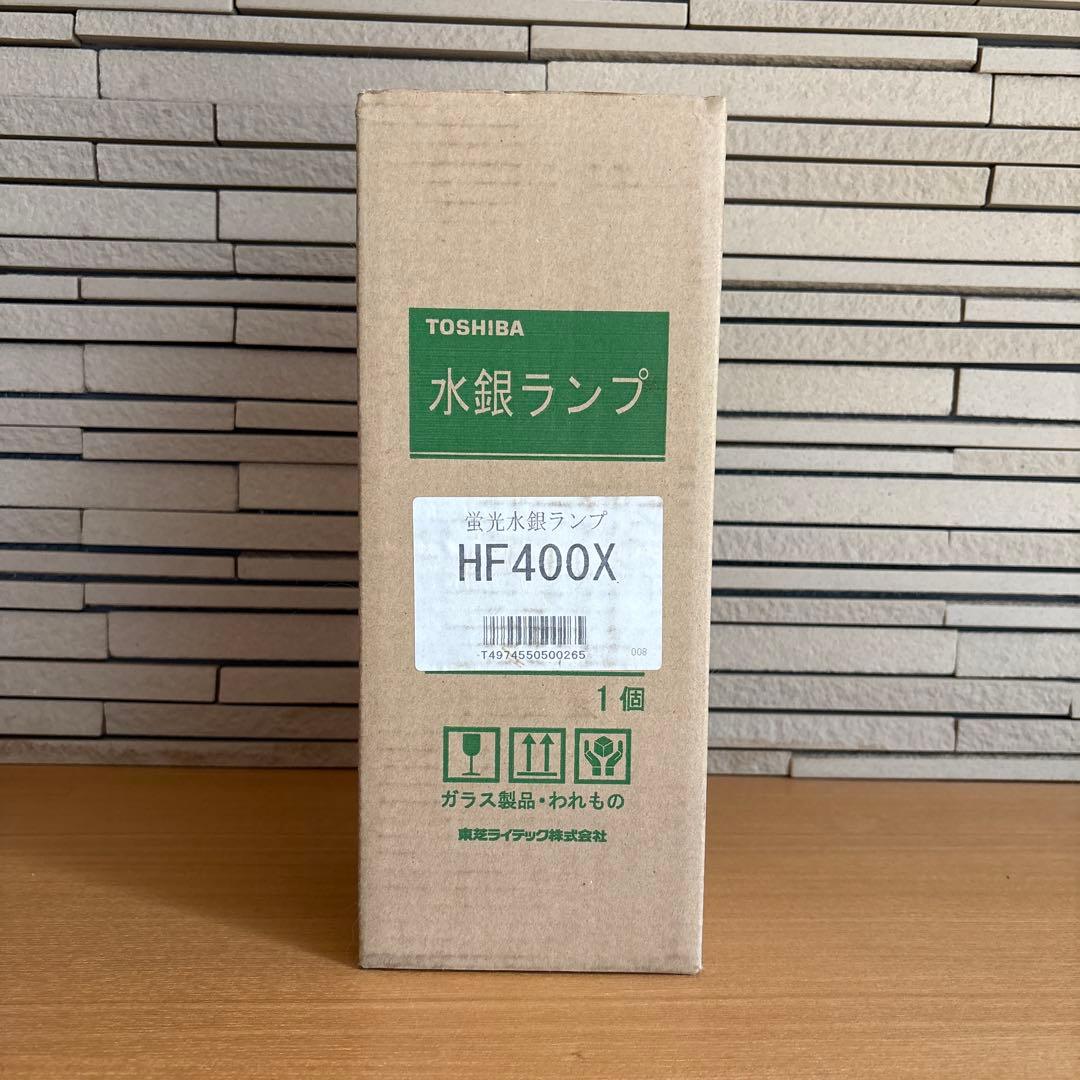 TOSHIBA
水銀ランプ
蛍光水銀ランプ
HF400X
T4974550500265
008
1個
ガラス製品・われもの
東芝ライテック株式会社